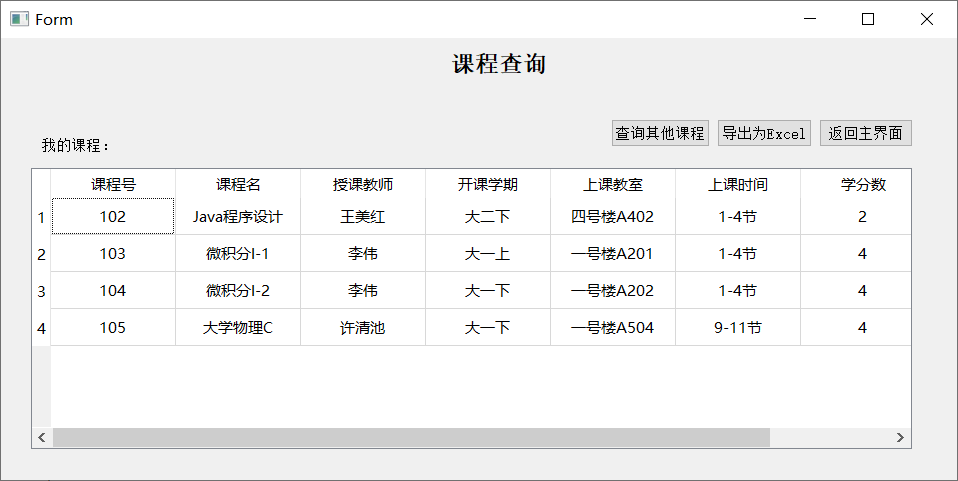 Form
课程查询
查询其他课程 导出为Excel 返回主界面
我的课程：
课程号 课程名 授课教师 开课学期 上课教室 上课时间 学分数
1 102 Java程序设计 王美红 大二下 四号楼A402 1-4节 2
2 103 微积分I-1 李伟 大一上 一号楼A201 1-4节 4
3 104 微积分I-2 李伟 大一下 一号楼A202 1-4节 4
4 105 大学物理C 许清池 大一下 一号楼A504 9-11节 4